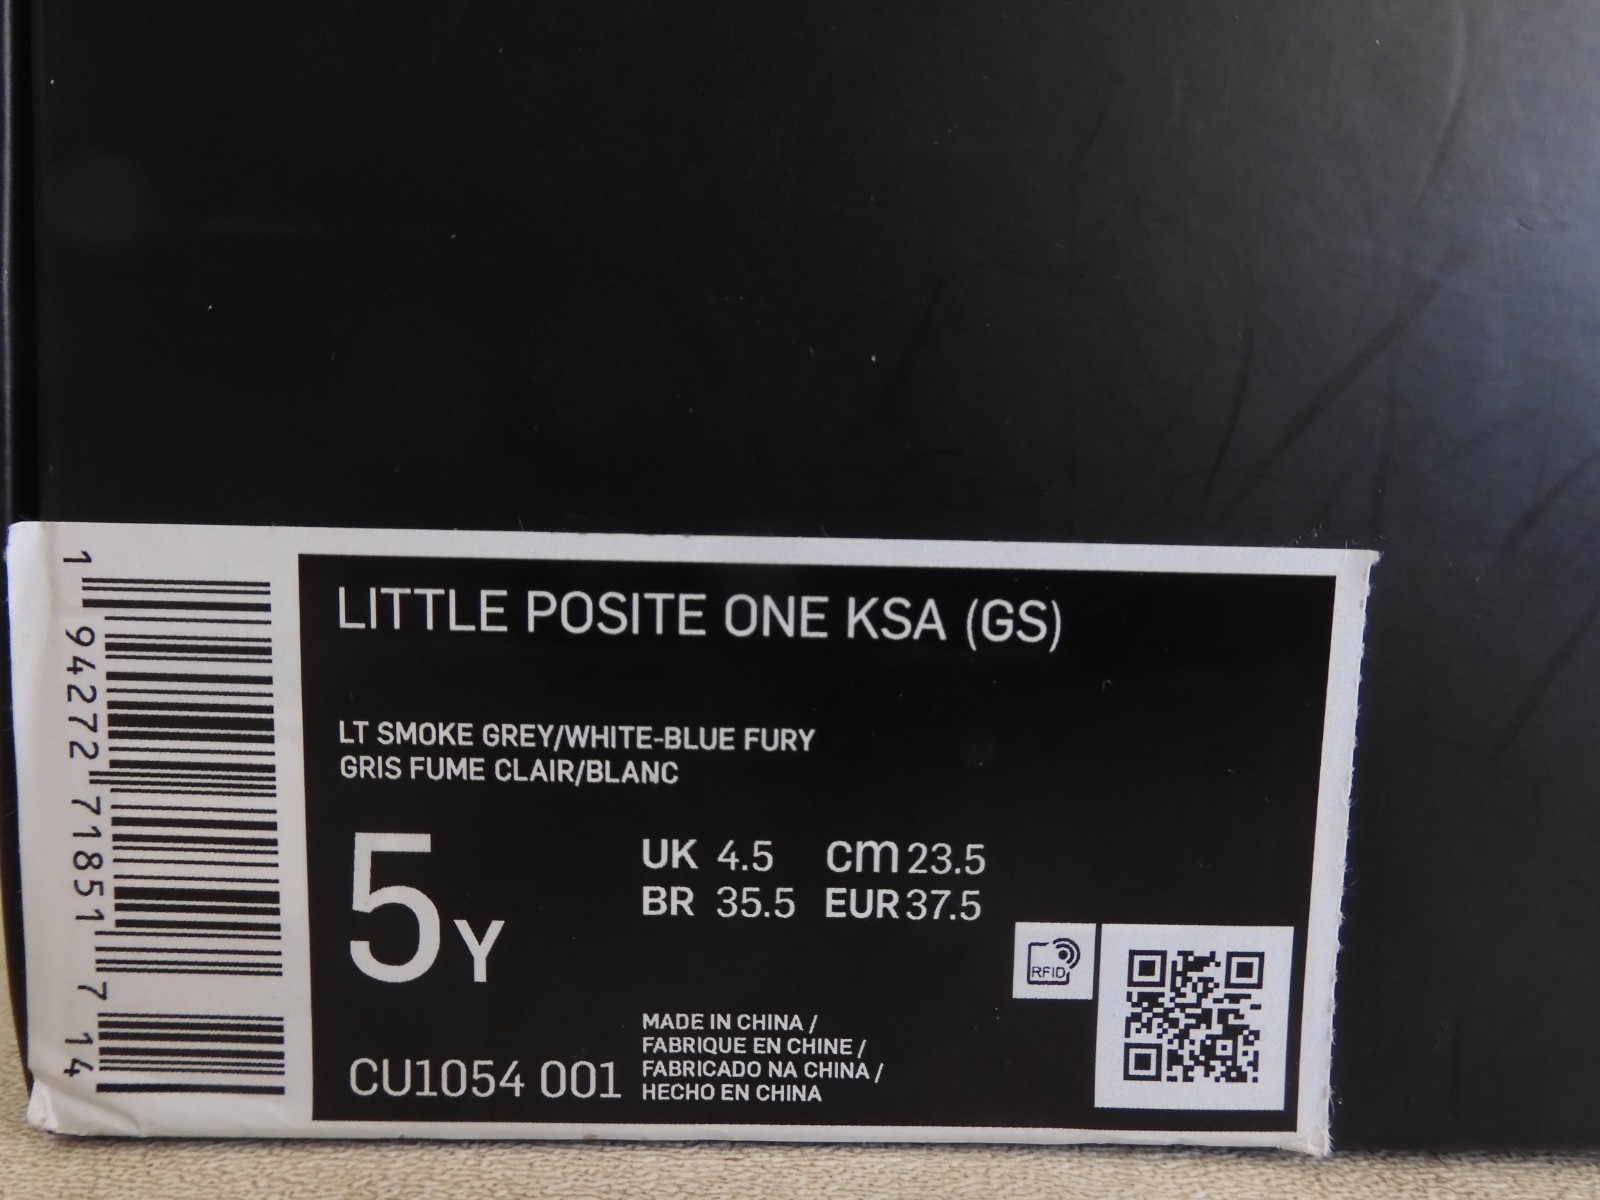 LITTLE POSITE ONE KSA (GS)
LT SMOKE GREY/WHITE-BLUE FURY
GRIS FUME CLAIR/BLANC
5Y
UK 4.5 cm 23.5
BR 35.5 EUR 37.5
RFID
MADE IN CHINA /
FABRIQUE EN CHINE /
FABRICADO NA CHINA /
HECHO EN CHINA
CU1054 001
1 94272 71851 7 14